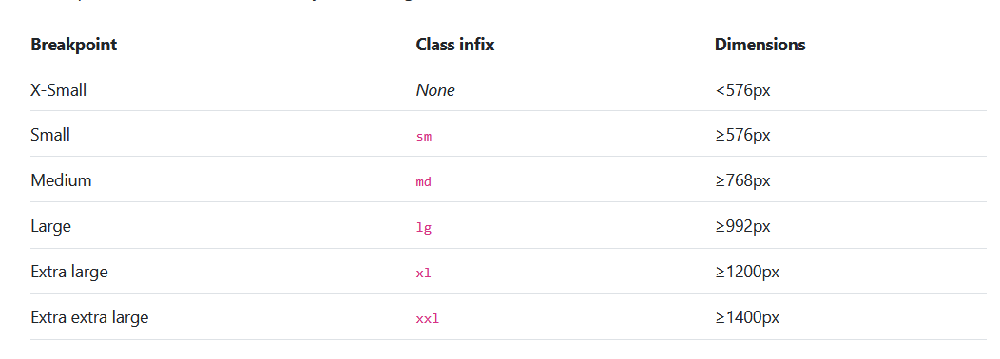 Breakpoint Class infix Dimensions
X-Small None <576px
Small sm ≥576px
Medium md ≥768px
Large lg ≥992px
Extra large xl ≥1200px
Extra extra large xxl ≥1400px